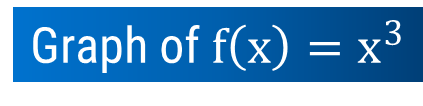 Graph of f(x) = x³